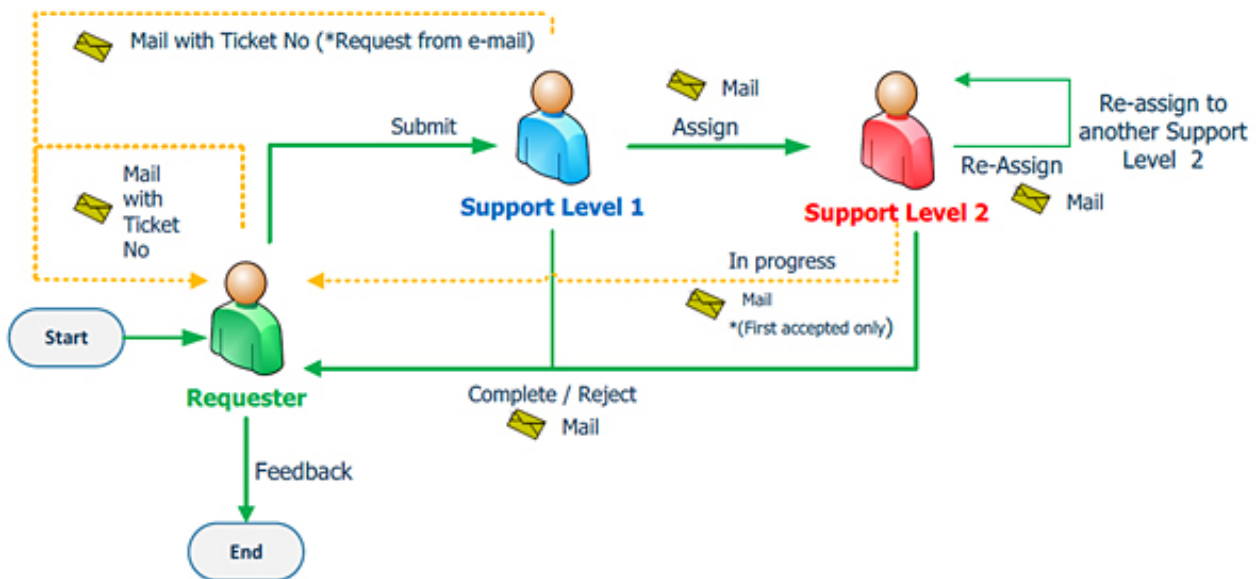 Mail with Ticket No (*Request from e-mail)
Mail
Submit
Assign
Re-assign to
another Support
Level 2
Re-Assign
Mail
Mail
with
Ticket
No
Support Level 1
Support Level 2
In progress
Mail
*(First accepted only)
Start
Requester
Complete / Reject
Mail
Feedback
End